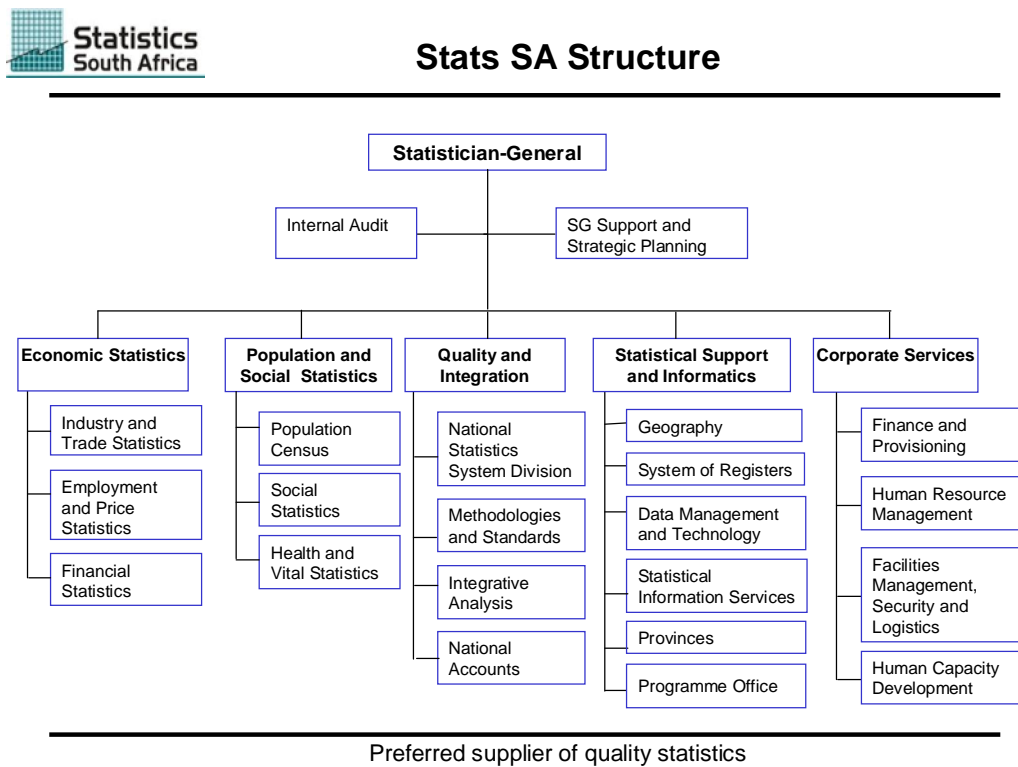 Statistics
South Africa
Stats SA Structure
Statistician-General
Internal Audit
SG Support and
Strategic Planning
Economic Statistics
Industry and
Trade Statistics
Employment
and Price
Statistics
Financial
Statistics
Population and
Social Statistics
Population
Census
Social
Statistics
Health and
Vital Statistics
Quality and
Integration
National
Statistics
System Division
Methodologies
and Standards
Integrative
Analysis
National
Accounts
Statistical Support
and Informatics
Geography
System of Registers
Data Management
and Technology
Statistical
Information Services
Provinces
Programme Office
Corporate Services
Finance and
Provisioning
Human Resource
Management
Facilities
Management,
Security and
Logistics
Human Capacity
Development
Preferred supplier of quality statistics